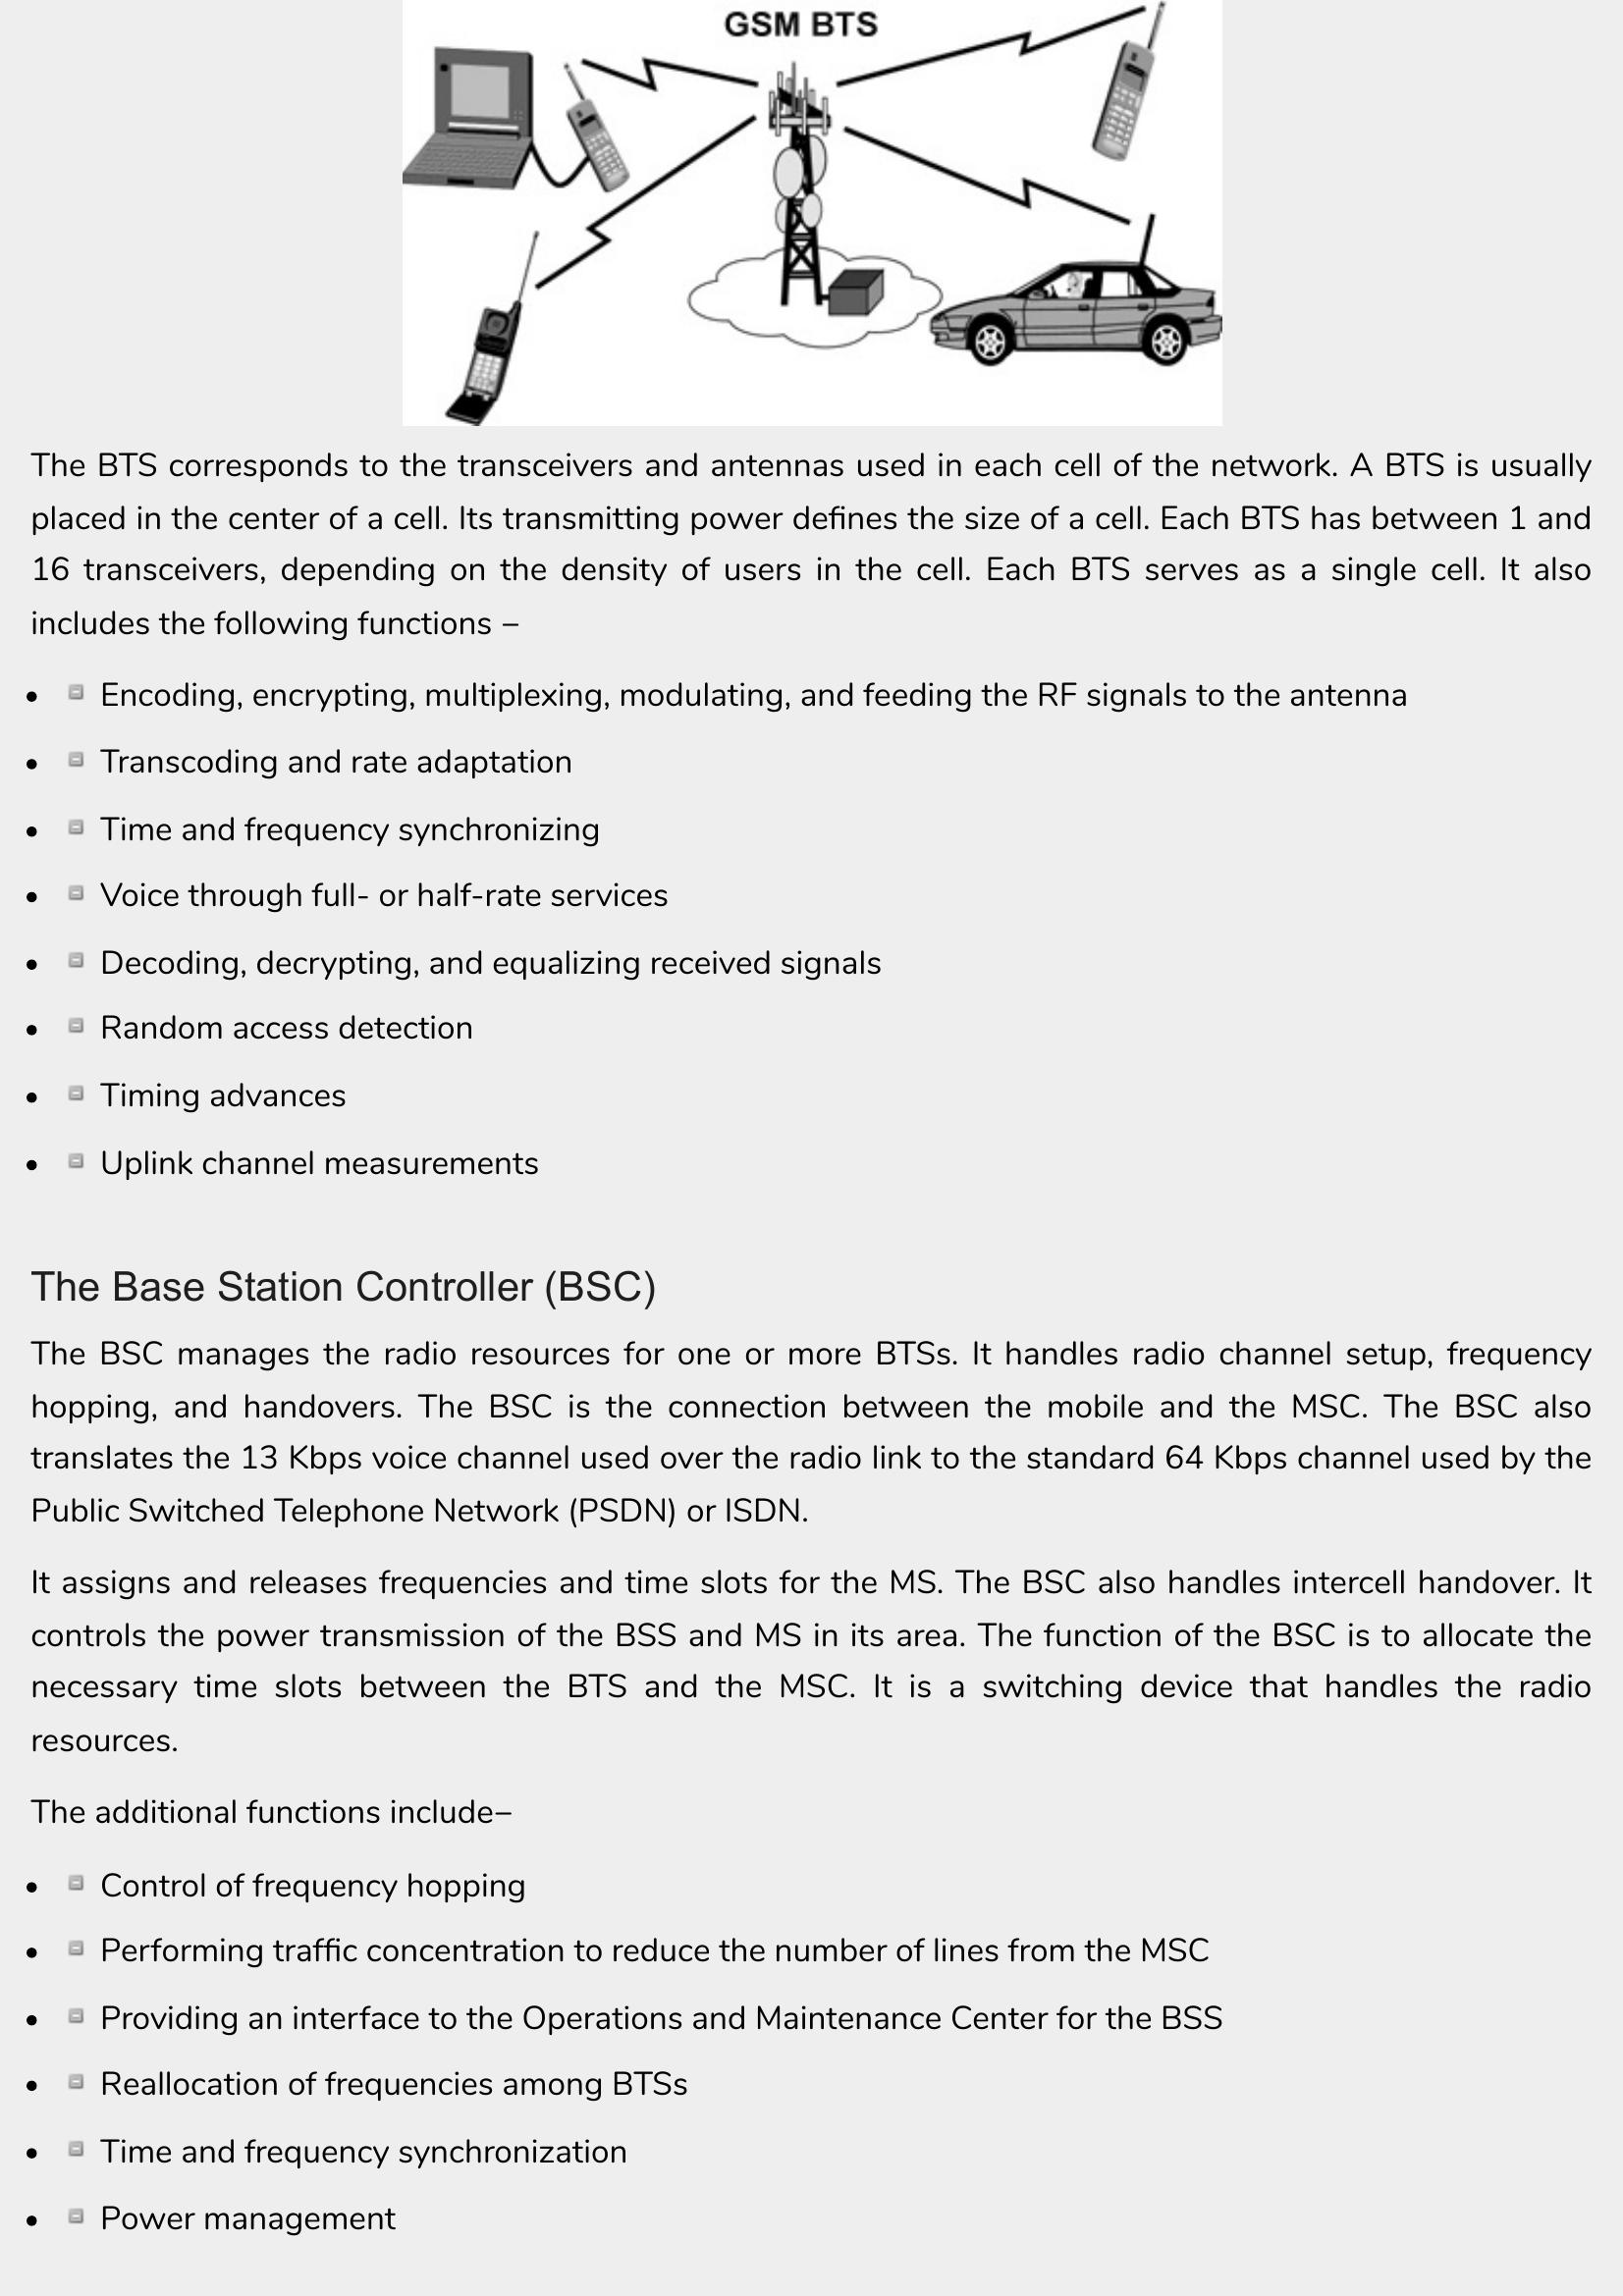 GSM BTS
The BTS corresponds to the transceivers and antennas used in each cell of the network. A BTS is usually
placed in the center of a cell. Its transmitting power defines the size of a cell. Each BTS has between 1 and
16 transceivers, depending on the density of users in the cell. Each BTS serves as a single cell. It also
includes the following functions −
• Encoding, encrypting, multiplexing, modulating, and feeding the RF signals to the antenna
• Transcoding and rate adaptation
• Time and frequency synchronizing
• Voice through full- or half-rate services
• Decoding, decrypting, and equalizing received signals
• Random access detection
• Timing advances
• Uplink channel measurements
The Base Station Controller (BSC)
The BSC manages the radio resources for one or more BTSs. It handles radio channel setup, frequency
hopping, and handovers. The BSC is the connection between the mobile and the MSC. The BSC also
translates the 13 Kbps voice channel used over the radio link to the standard 64 Kbps channel used by the
Public Switched Telephone Network (PSDN) or ISDN.
It assigns and releases frequencies and time slots for the MS. The BSC also handles intercell handover. It
controls the power transmission of the BSS and MS in its area. The function of the BSC is to allocate the
necessary time slots between the BTS and the MSC. It is a switching device that handles the radio
resources.
The additional functions include−
• Control of frequency hopping
• Performing traffic concentration to reduce the number of lines from the MSC
• Providing an interface to the Operations and Maintenance Center for the BSS
• Reallocation of frequencies among BTSs
• Time and frequency synchronization
• Power management